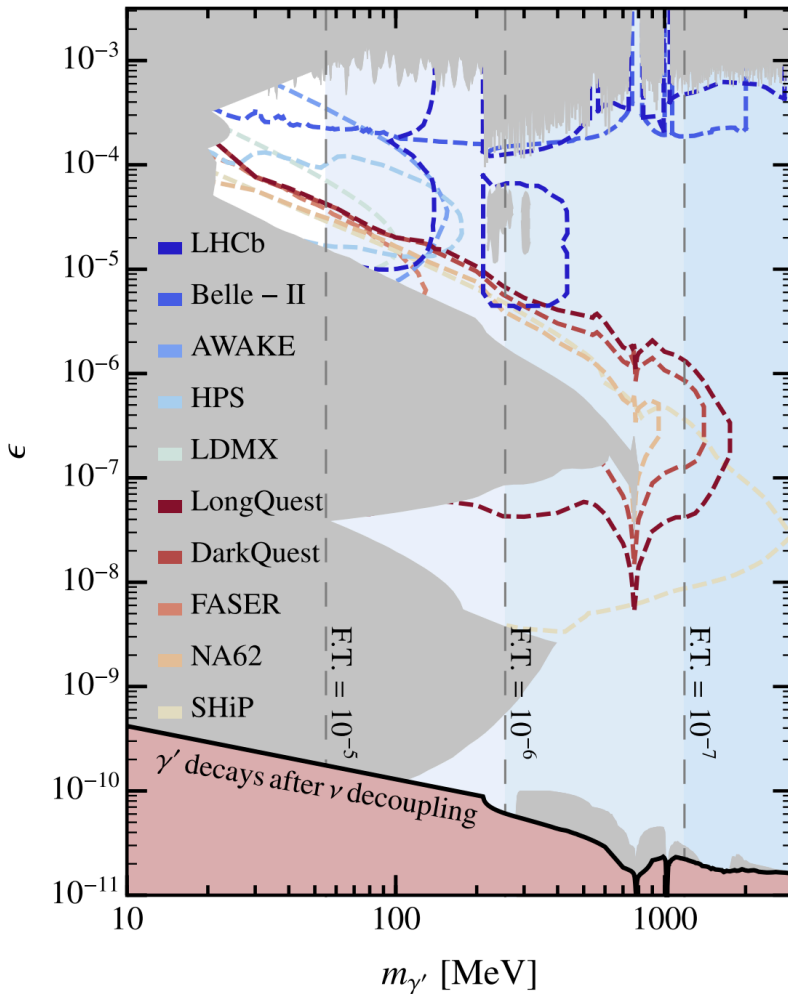 10⁻³
10⁻⁴
10⁻⁵
10⁻⁶
10⁻⁷
10⁻⁸
10⁻⁹
10⁻¹⁰
10⁻¹¹
ϵ
LHCb
Belle − II
AWAKE
HPS
LDMX
LongQuest
DarkQuest
FASER
NA62
SHiP
F.T. = 10⁻⁵
F.T. = 10⁻⁶
F.T. = 10⁻⁷
γ′ decays after ν decoupling
10 100 1000
m_γ′ [MeV]